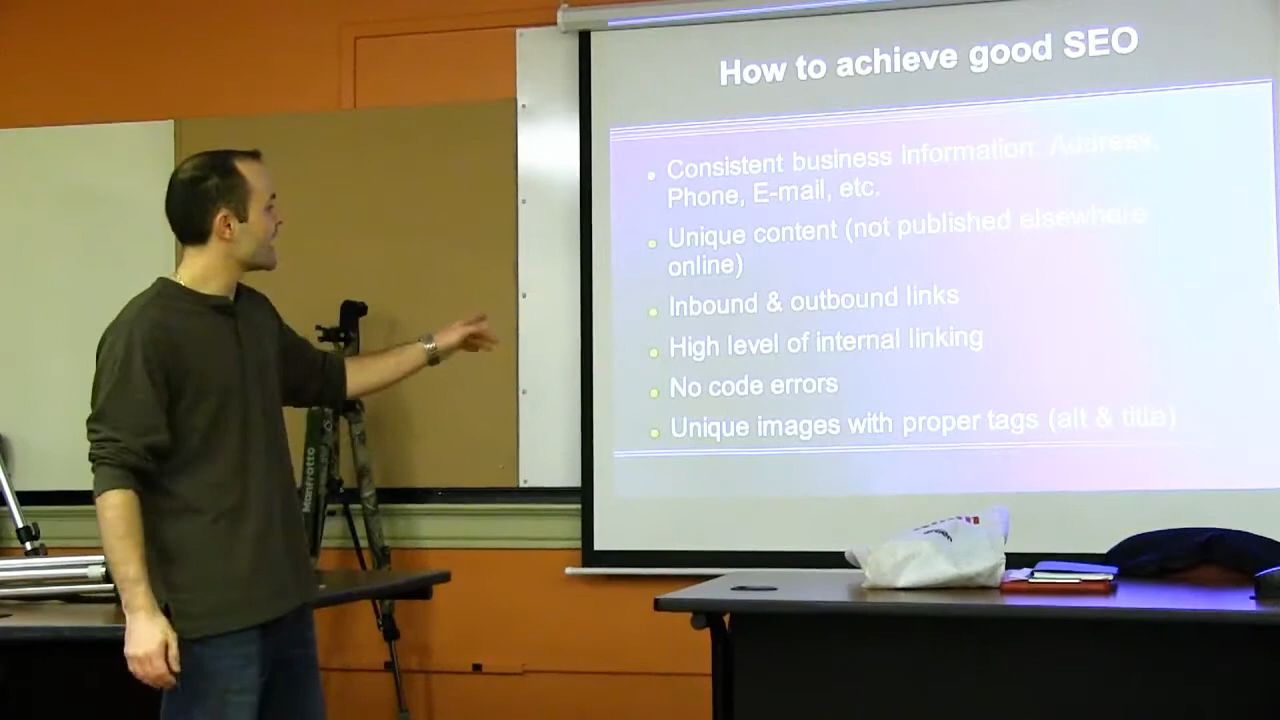 How to achieve good SEO
Consistent business information. Address,
Phone, E-mail, etc.
Unique content (not published elsewhere
online)
Inbound & outbound links
High level of internal linking
No code errors
Unique images with proper tags (alt & title)
Manfrotto